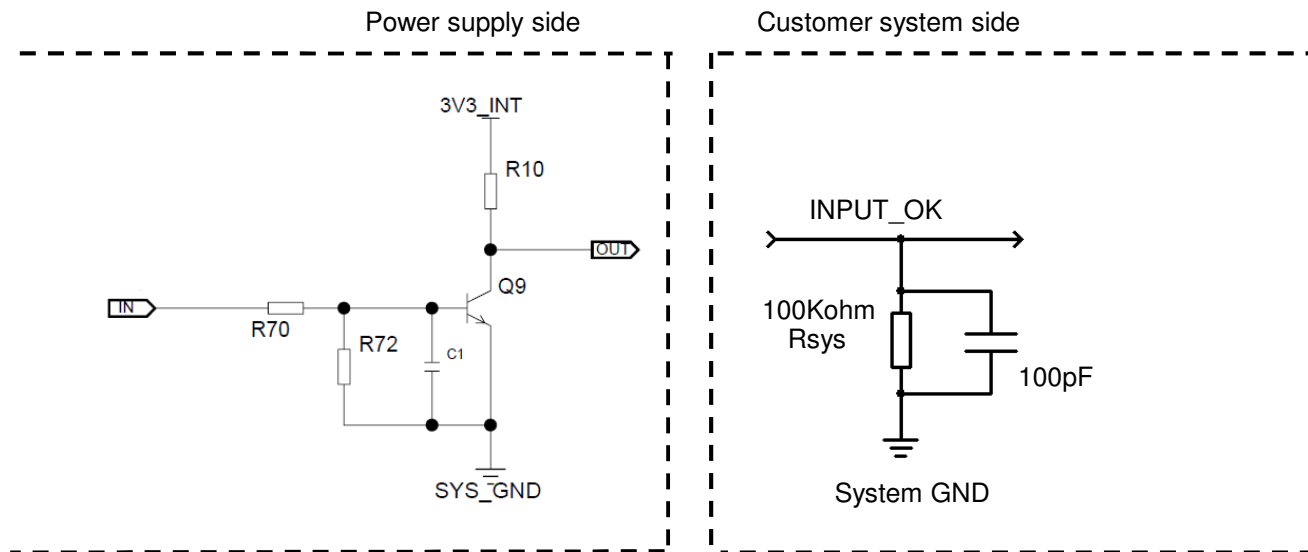 Power supply side
Customer system side
3V3_INT
R10
OUT
Q9
IN
R70
R72
C1
SYS_GND
INPUT_OK
100Kohm
Rsys
100pF
System GND